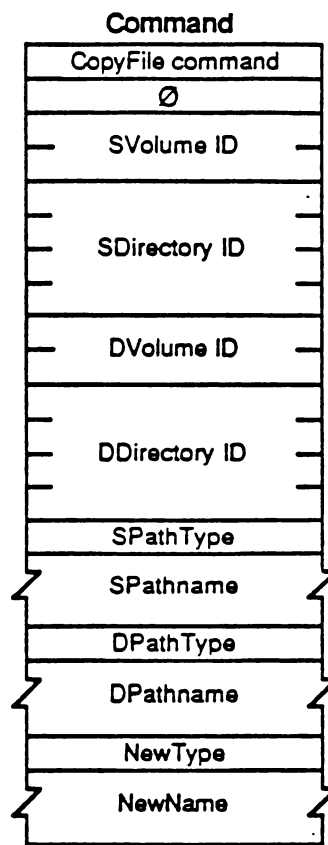 Command
CopyFile command
Ø
SVolume ID
SDirectory ID
DVolume ID
DDirectory ID
SPathType
SPathname
DPathType
DPathname
NewType
NewName